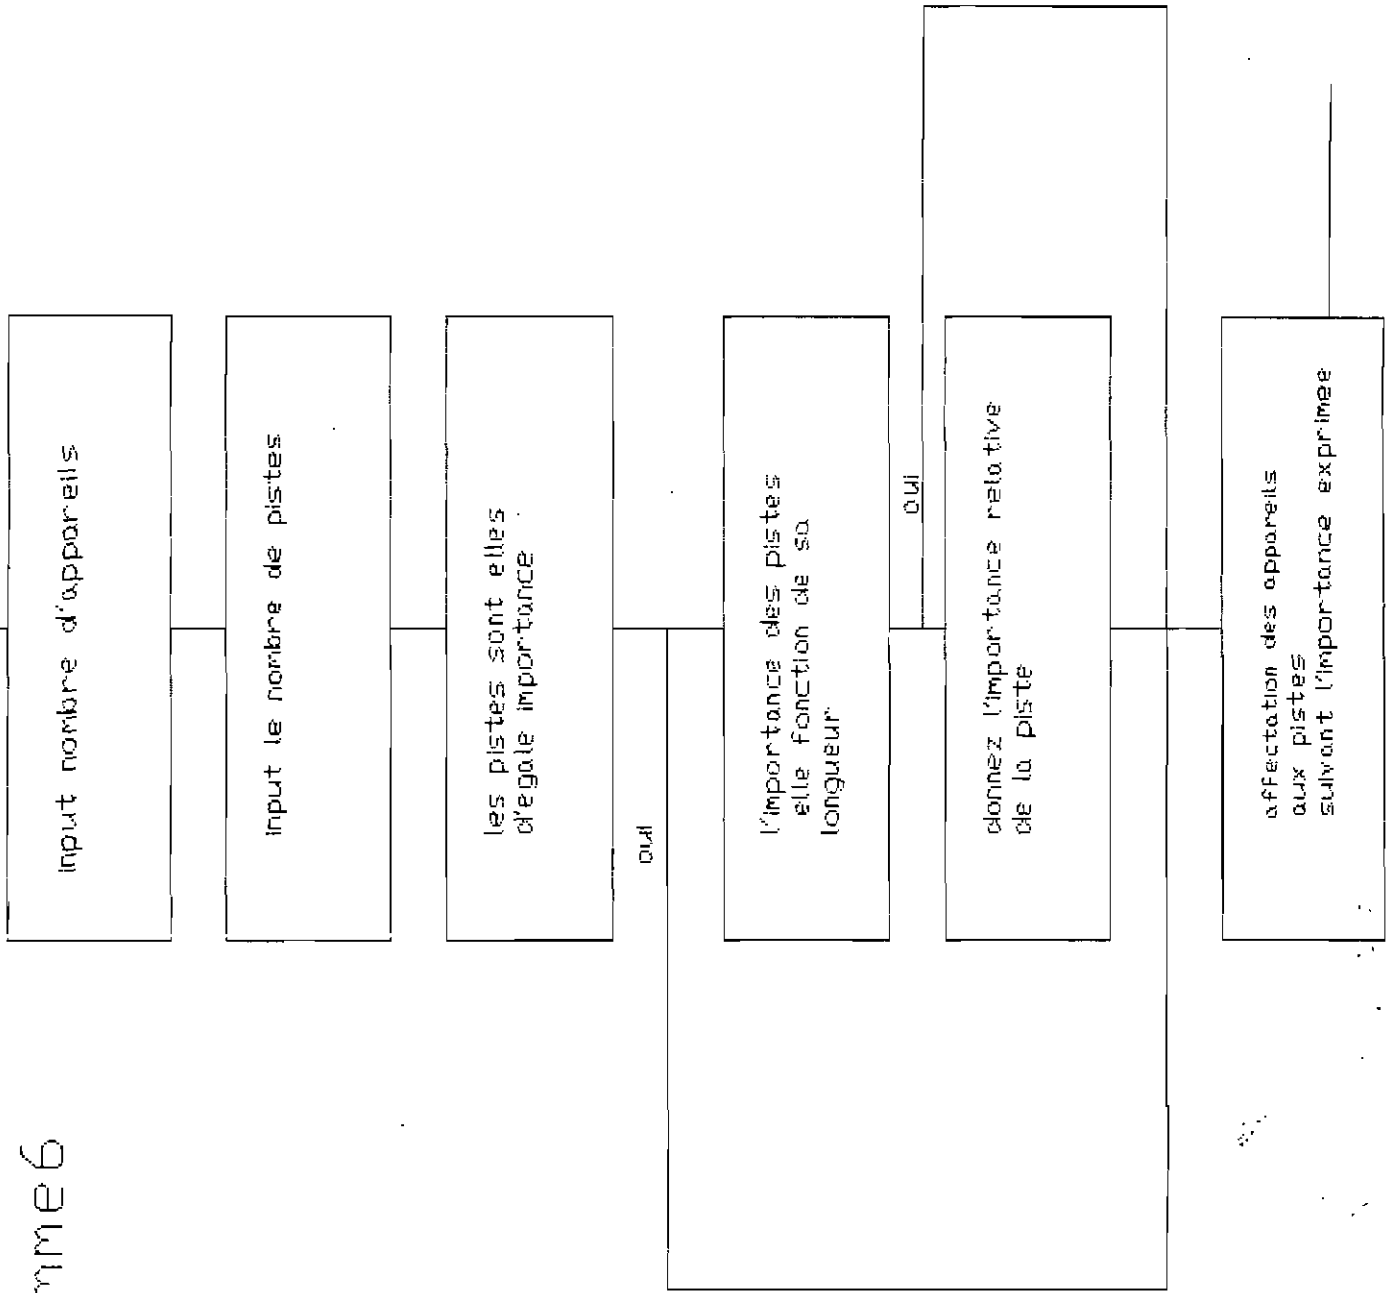 input nombre d'appareils
input le nombre de pistes
les pistes sont elles
d'egale importance
oui
l'importance des pistes
elle fonction de sa
longueur
oui
donnez l'importance relative
de la piste
affectation des appareils
aux pistes
suivant l'importance exprimee